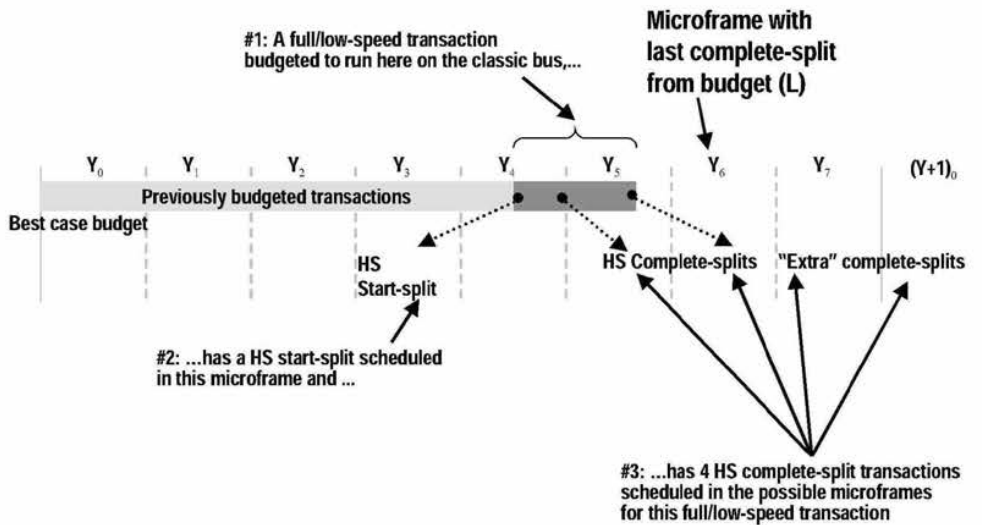 #1: A full/low-speed transaction
budgeted to run here on the classic bus,...
Microframe with
last complete-split
from budget (L)
Y₀ Y₁ Y₂ Y₃ Y₄ Y₅ Y₆ Y₇ (Y+1)₀
Previously budgeted transactions
Best case budget
HS
Start-split
HS Complete-splits
"Extra" complete-splits
#2: ...has a HS start-split scheduled
in this microframe and ...
#3: ...has 4 HS complete-split transactions
scheduled in the possible microframes
for this full/low-speed transaction